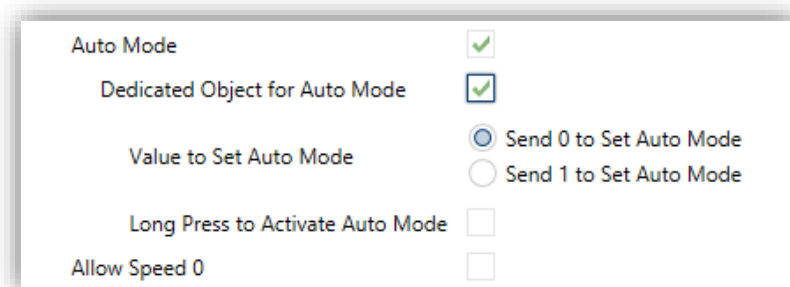 Auto Mode
Dedicated Object for Auto Mode
Value to Set Auto Mode
Send 0 to Set Auto Mode
Send 1 to Set Auto Mode
Long Press to Activate Auto Mode
Allow Speed 0